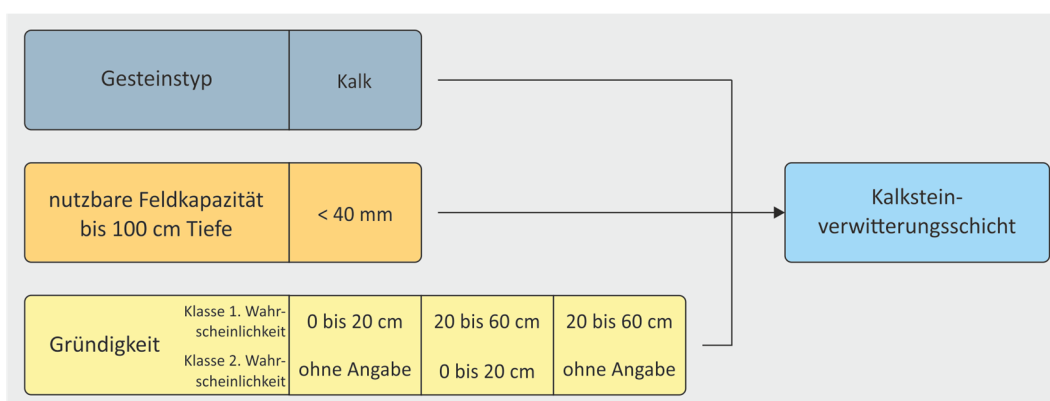 Gesteinstyp
Kalk
nutzbare Feldkapazität
bis 100 cm Tiefe
< 40 mm
Kalkstein-
verwitterungsschicht
Gründigkeit
Klasse 1. Wahr-
scheinlichkeit
0 bis 20 cm
20 bis 60 cm
20 bis 60 cm
Klasse 2. Wahr-
scheinlichkeit
ohne Angabe
0 bis 20 cm
ohne Angabe